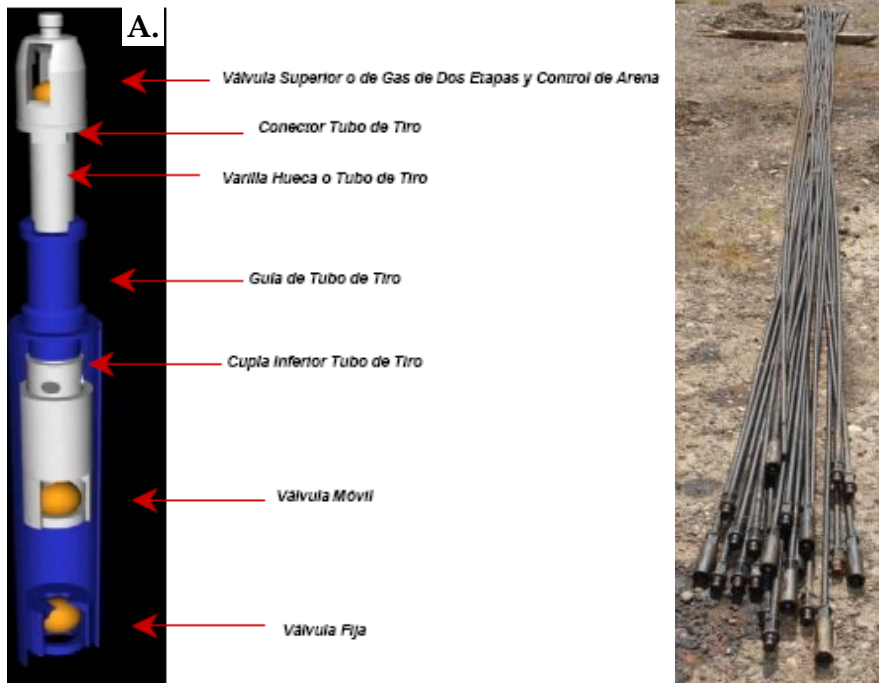 A.
Válvula Superior o de Gas de Dos Etapas y Control de Arena
Conector Tubo de Tiro
Varilla Hueca o Tubo de Tiro
Guía de Tubo de Tiro
Cupla Inferior Tubo de Tiro
Válvula Móvil
Válvula Fija